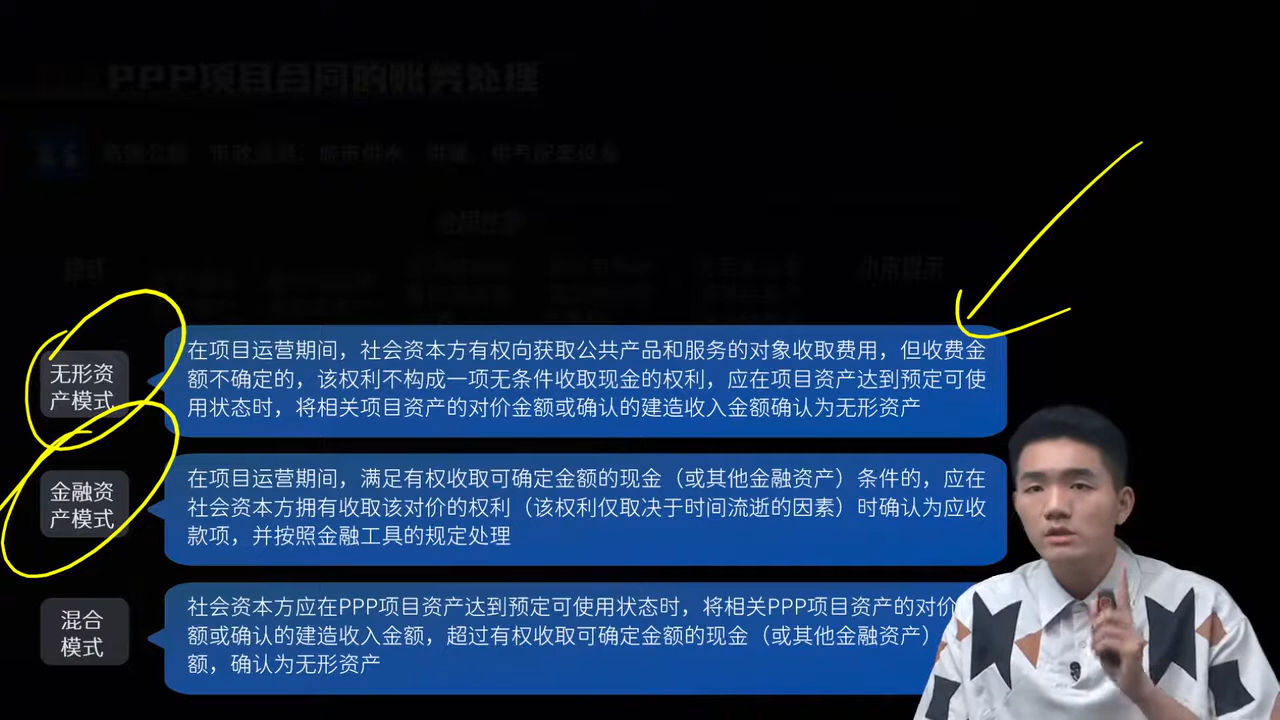 PPP项目合同的账务处理
无形资
产模式
在项目运营期间，社会资本方有权向获取公共产品和服务的对象收取费用，但收费金
额不确定的，该权利不构成一项无条件收取现金的权利，应在项目资产达到预定可使
用状态时，将相关项目资产的对价金额或确认的建造收入金额确认为无形资产
金融资
产模式
在项目运营期间，满足有权收取可确定金额的现金（或其他金融资产）条件的，应在
社会资本方拥有收取该对价的权利（该权利仅取决于时间流逝的因素）时确认为应收
款项，并按照金融工具的规定处理
混合
模式
社会资本方应在PPP项目资产达到预定可使用状态时，将相关PPP项目资产的对价
额或确认的建造收入金额，超过有权收取可确定金额的现金（或其他金融资产）
额，确认为无形资产